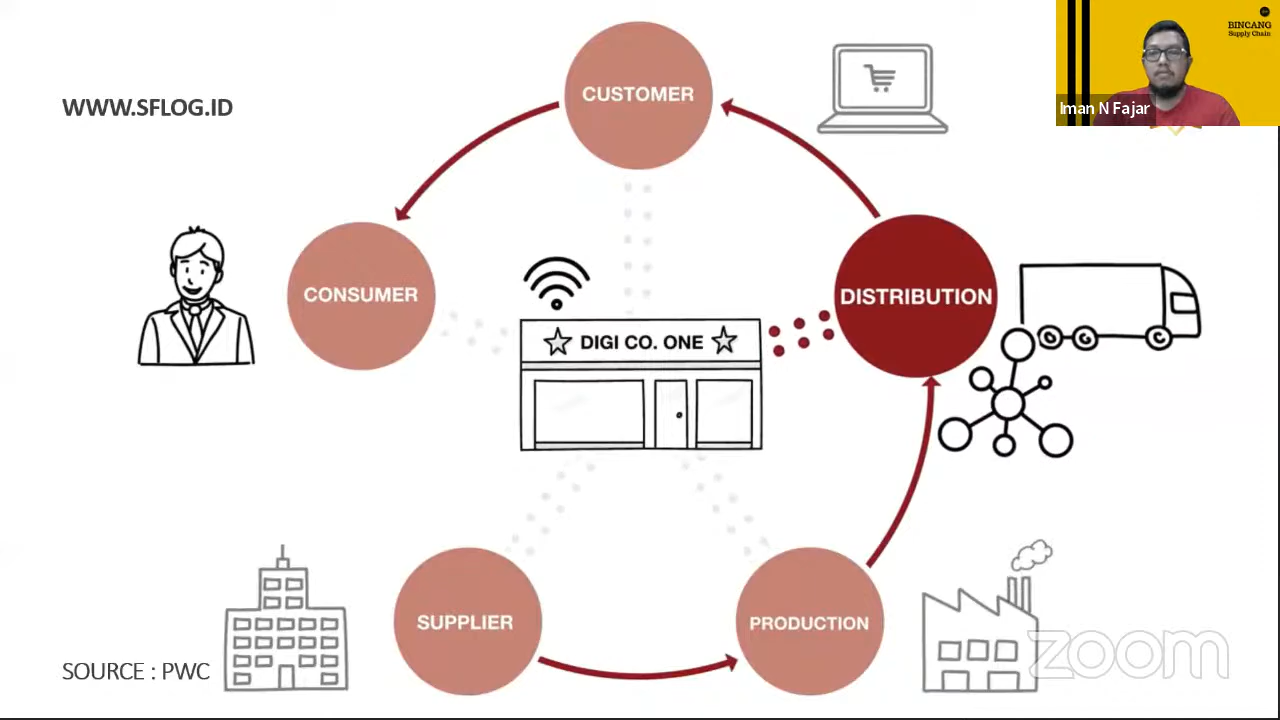 BINCANG
Supply Chain
Iman N Fajar
WWW.SFLOG.ID
CUSTOMER
CONSUMER
DISTRIBUTION
DIGI CO. ONE
SUPPLIER
PRODUCTION
SOURCE : PWC
zoom